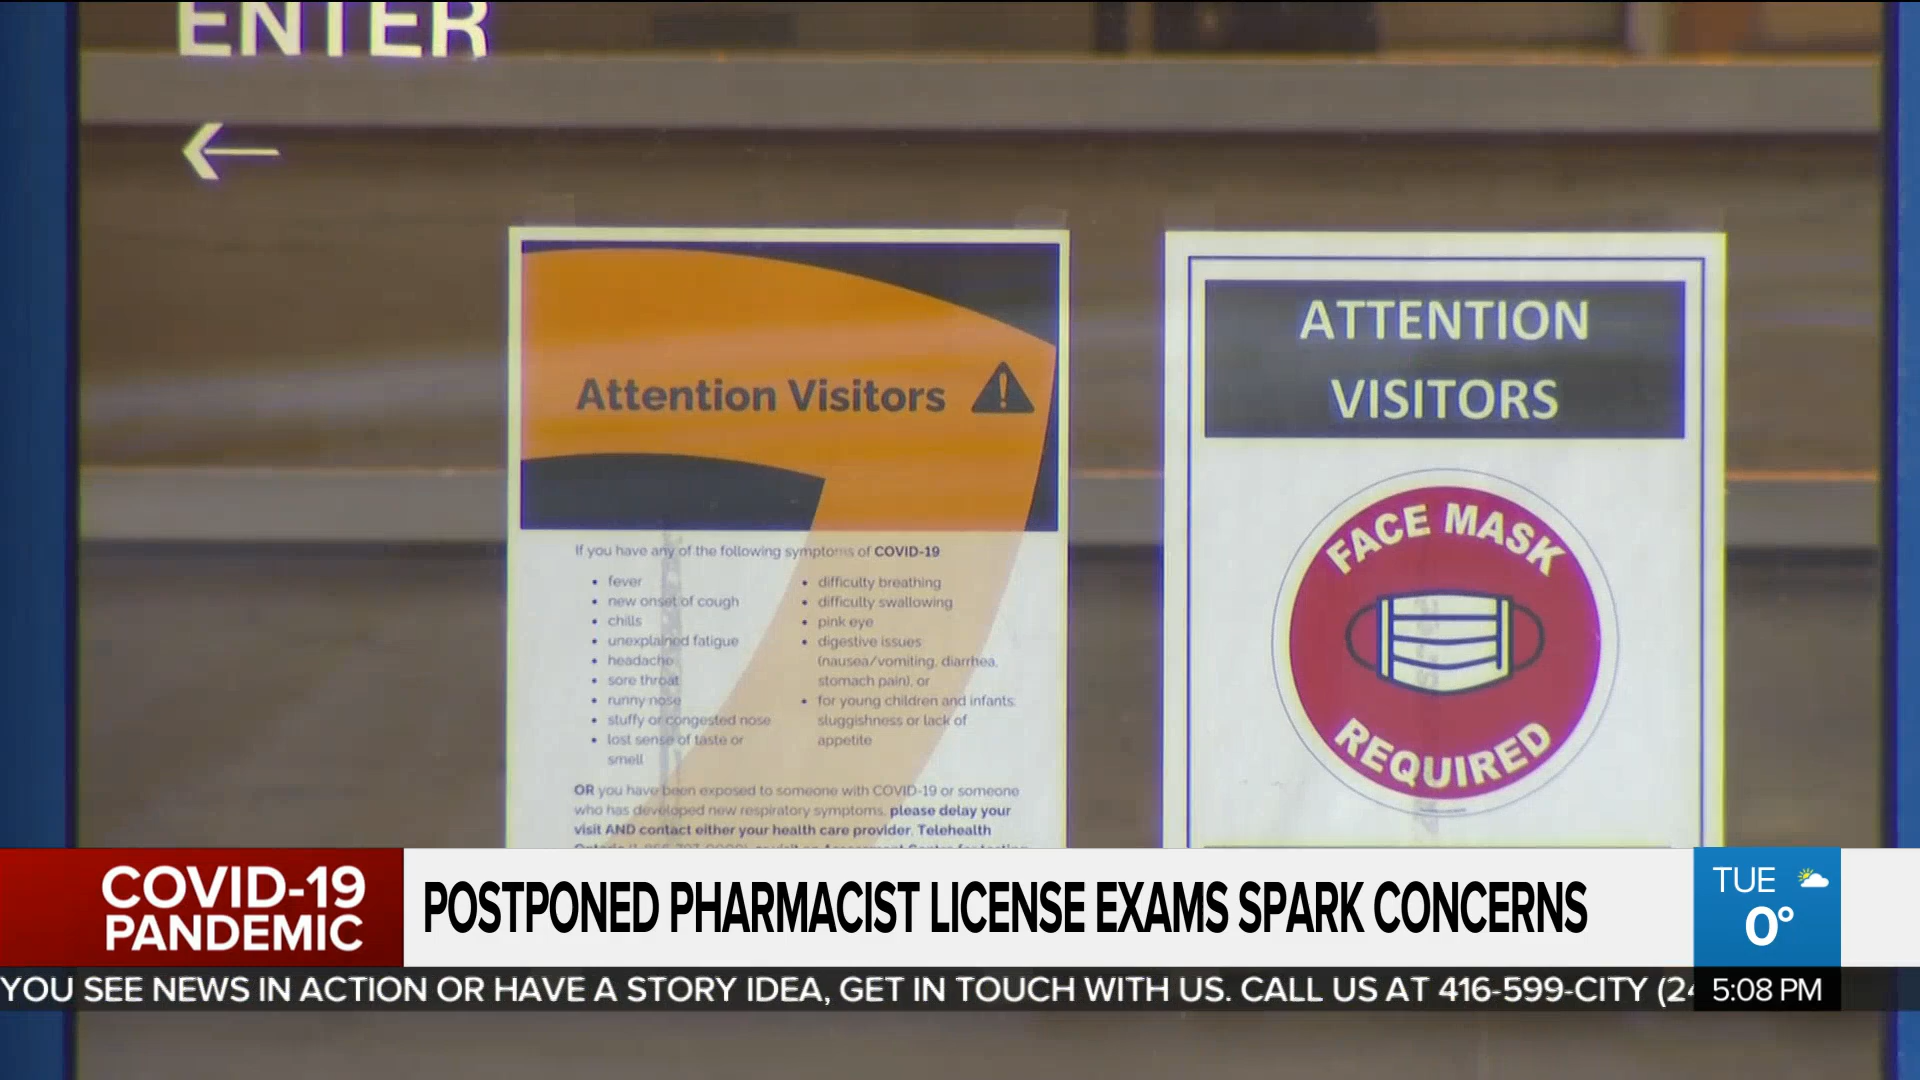 ENTER
Attention Visitors
If you have any of the following symptoms of COVID-19
• fever
• new onset of cough
• chills
• unexplained fatigue
• headache
• sore throat
• runny nose
• stuffy or congested nose
• lost sense of taste or
smell
• difficulty breathing
• difficulty swallowing
• pink eye
• digestive issues
(nausea/vomiting, diarrhea,
stomach pain), or
• for young children and infants:
sluggishness or lack of
appetite
OR you have been exposed to someone with COVID-19 or someone
who has developed new respiratory symptoms, please delay your
visit AND contact either your health care provider, Telehealth
ATTENTION
VISITORS
FACE MASK
REQUIRED
COVID-19
PANDEMIC
POSTPONED PHARMACIST LICENSE EXAMS SPARK CONCERNS
TUE
0°
YOU SEE NEWS IN ACTION OR HAVE A STORY IDEA, GET IN TOUCH WITH US. CALL US AT 416-599-CITY (24
5:08 PM